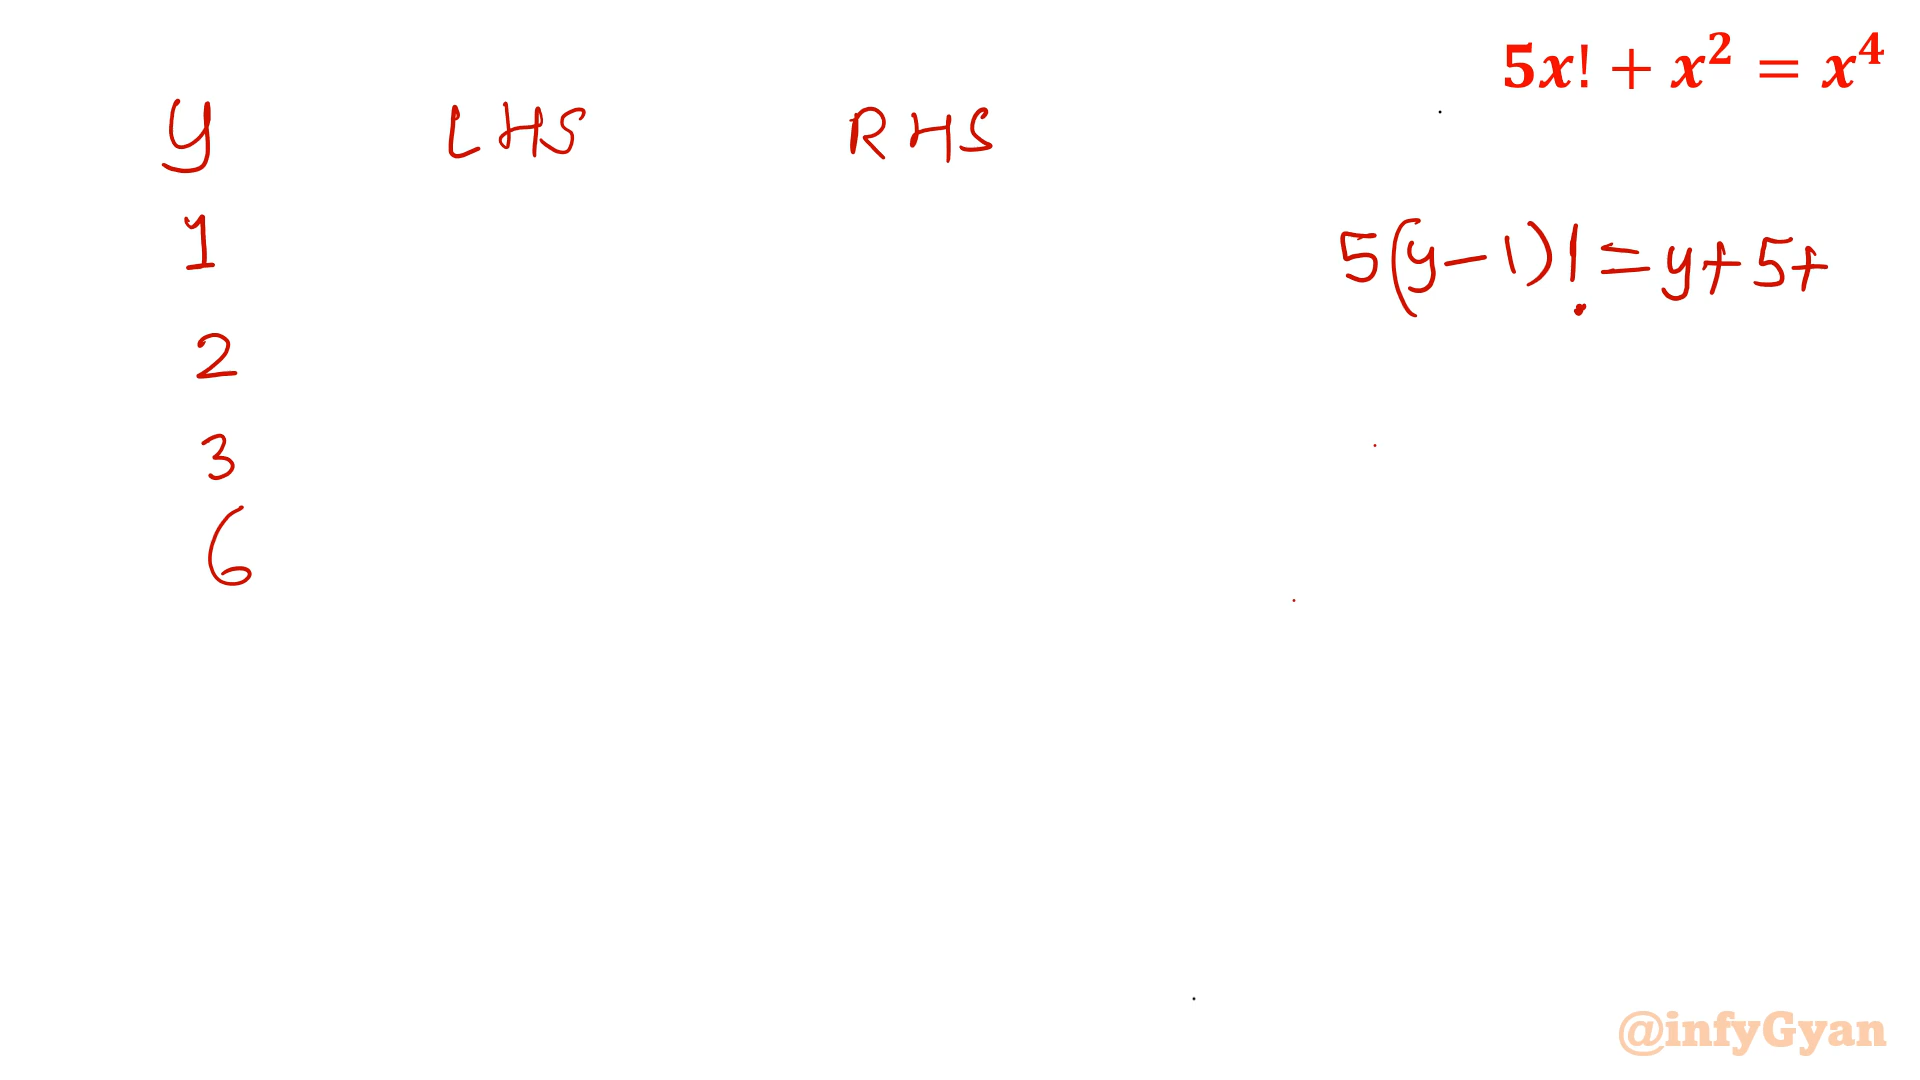 5x! + x² = x⁴
y LHS RHS
1
5(y-1)! = y+5+
2
3
6
@infyGyan